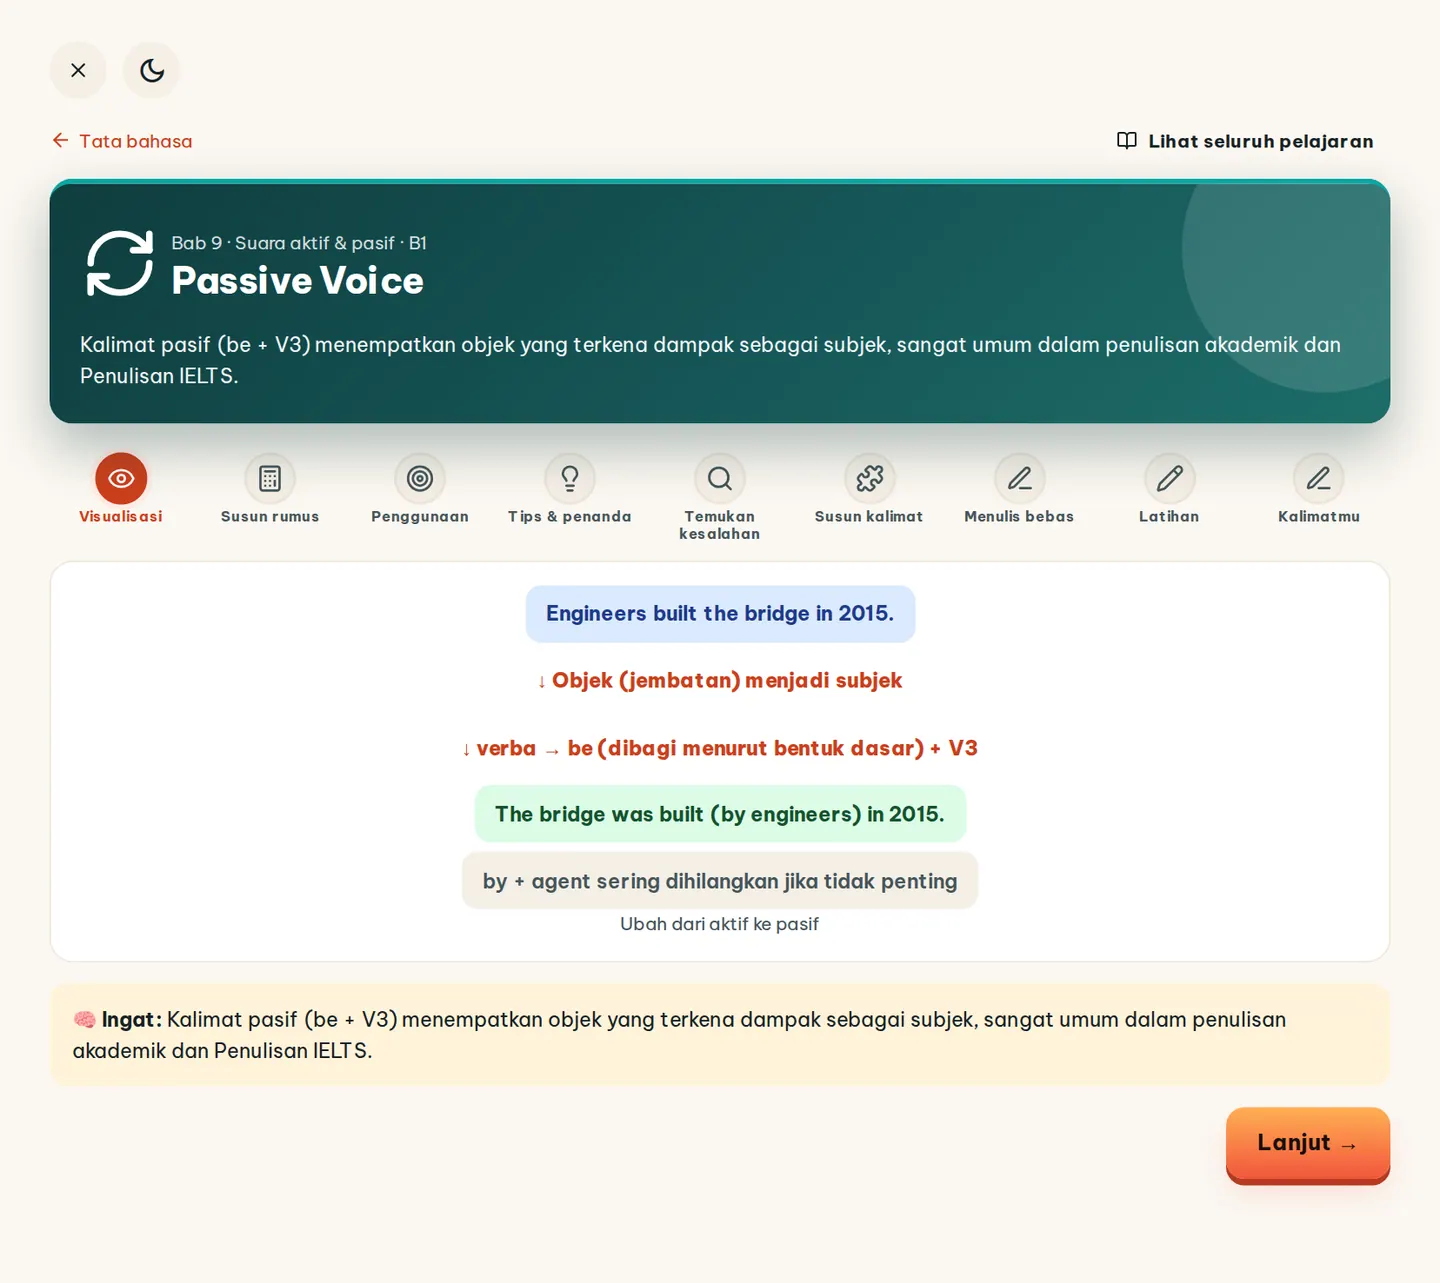 ← Tata bahasa
Lihat seluruh pelajaran
Bab 9 · Suara aktif & pasif · B1
Passive Voice
Kalimat pasif (be + V3) menempatkan objek yang terkena dampak sebagai subjek, sangat umum dalam penulisan akademik dan
Penulisan IELTS.
Visualisasi
Susun rumus
Penggunaan
Tips & penanda
Temukan
kesalahan
Susun kalimat
Menulis bebas
Latihan
Kalimatmu
Engineers built the bridge in 2015.
↓ Objek (jembatan) menjadi subjek
↓ verba → be (dibagi menurut bentuk dasar) + V3
The bridge was built (by engineers) in 2015.
by + agent sering dihilangkan jika tidak penting
Ubah dari aktif ke pasif
🧠 Ingat: Kalimat pasif (be + V3) menempatkan objek yang terkena dampak sebagai subjek, sangat umum dalam penulisan
akademik dan Penulisan IELTS.
Lanjut →